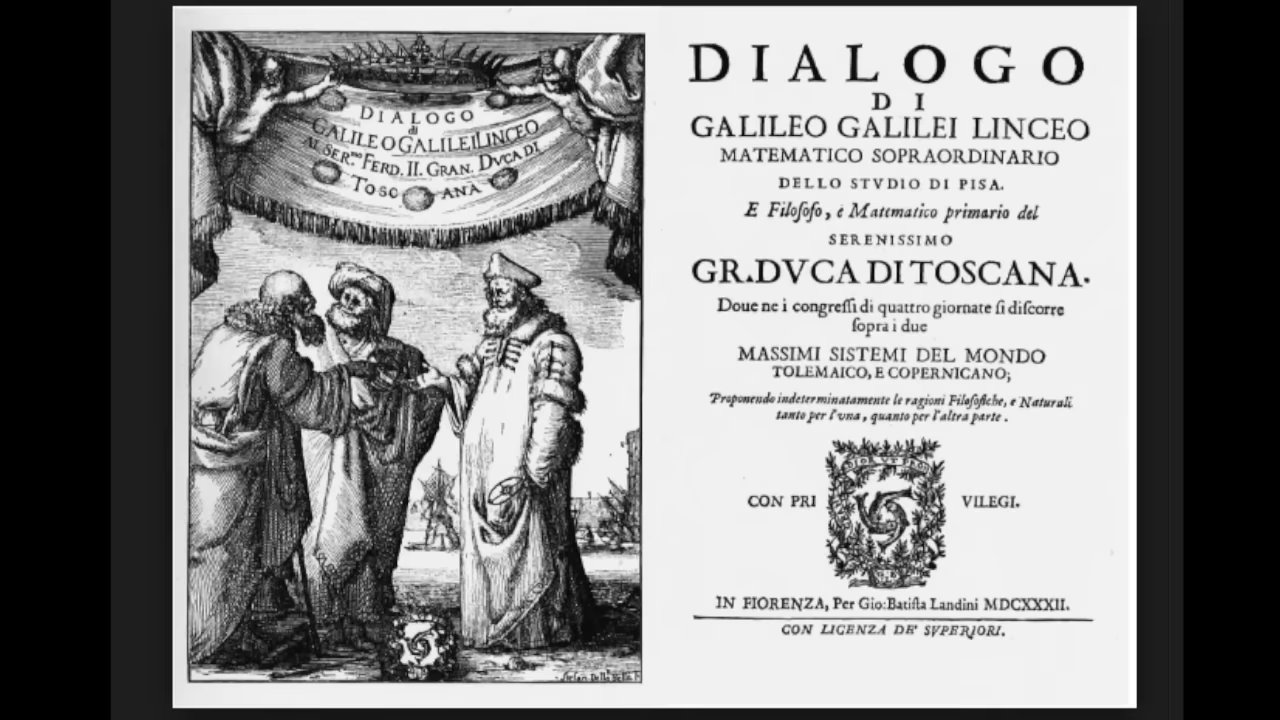 DIALOGO
di
GALILEO GALILEI LINCEO
AL SER.mo FERD. II. GRAN. DVCA DI
TOSCANA
DIALOGO
DI
GALILEO GALILEI LINCEO
MATEMATICO SOPRAORDINARIO
DELLO STVDIO DI PISA.
E Filoſofo, e Matematico primario del
SERENISSIMO
GR.DVCA DI TOSCANA.
Doue ne i congreſſi di quattro giornate ſi diſcorre
ſopra i due
MASSIMI SISTEMI DEL MONDO
TOLEMAICO, E COPERNICANO;
Proponendo indeterminatamente le ragioni Filoſofiche, e Naturali
tanto per l'vna, quanto per l'altra parte.
CON PRI VILEGI.
IN FIORENZA, Per Gio:Batiſta Landini MDCXXXII.
CON LICENZA DE' SVPERIORI.